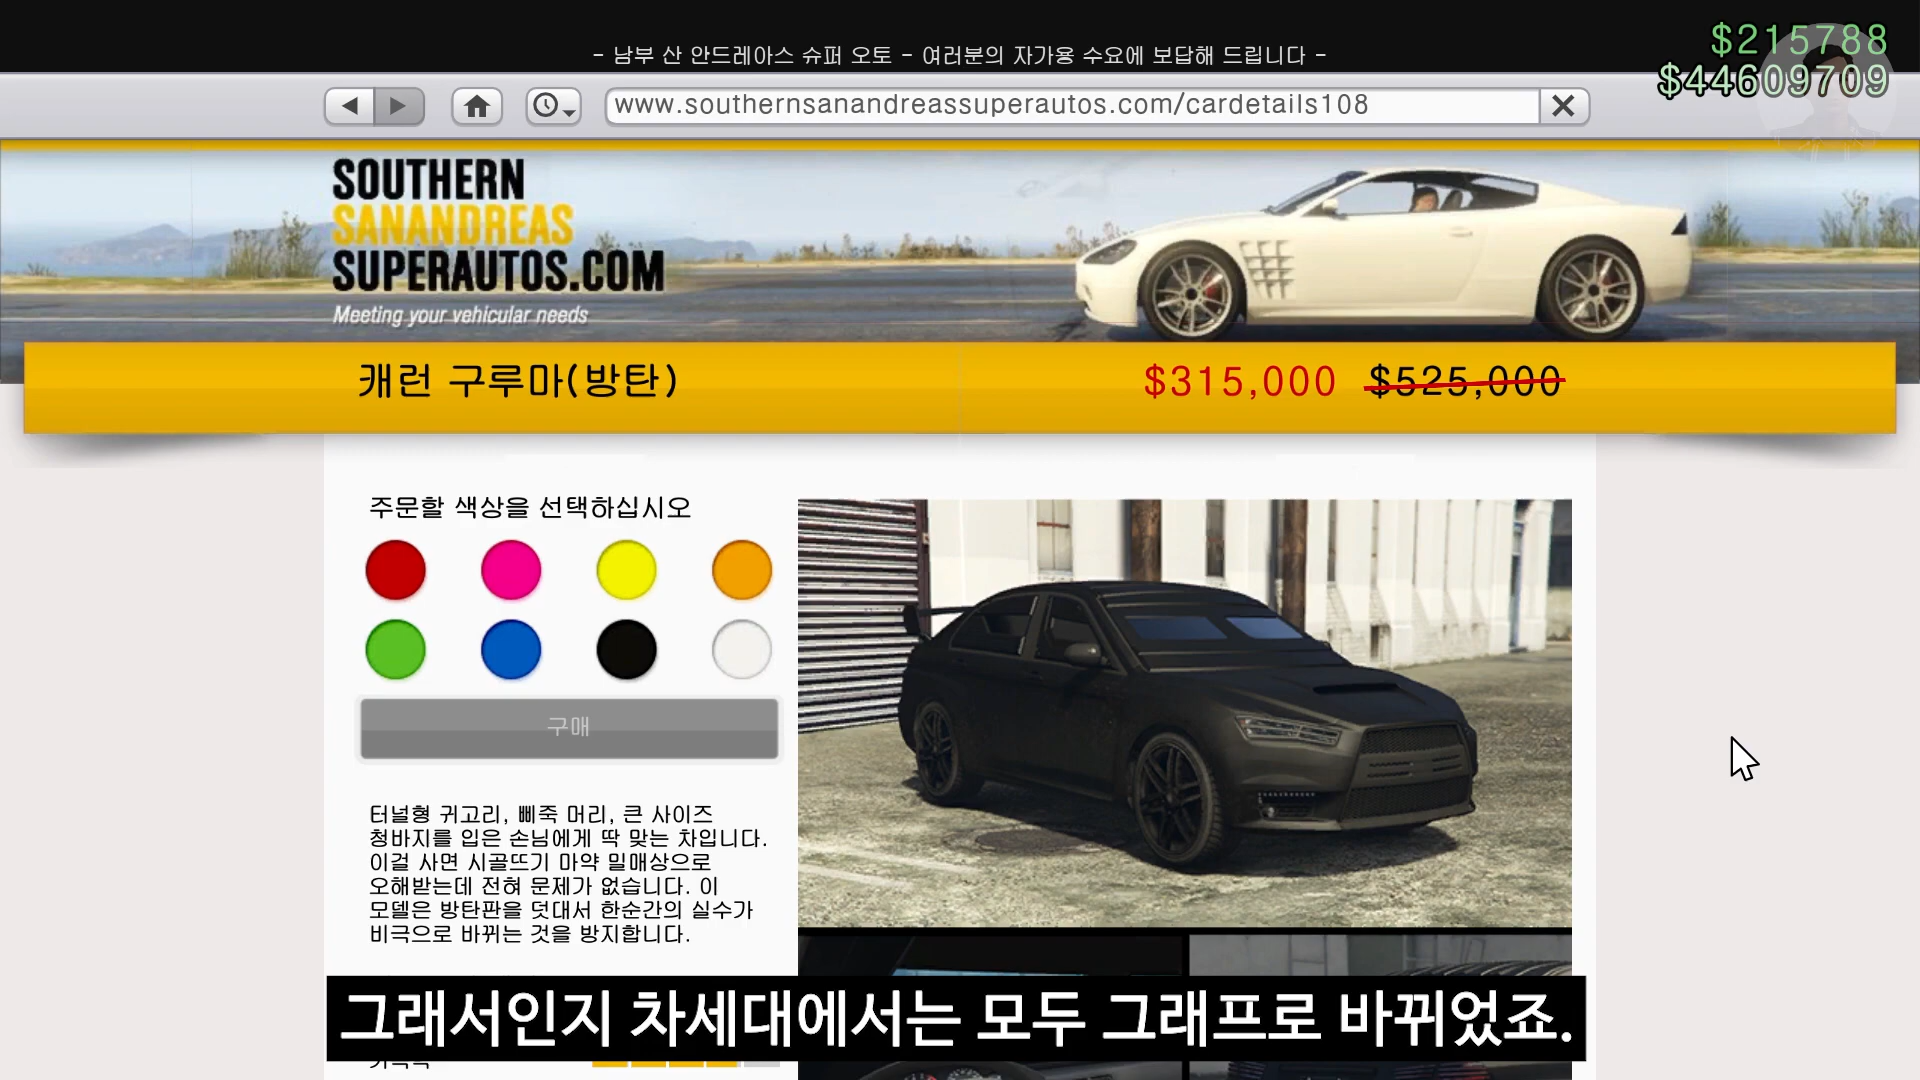 - 남부 산 안드레아스 슈퍼 오토 - 여러분의 자가용 수요에 보답해 드립니다 -
$215788
$44609709
www.southernsanandreassuperautos.com/cardetails108
SOUTHERN
SANANDREAS
SUPERAUTOS.COM
Meeting your vehicular needs
캐런 구루마(방탄)
$315,000 $525,000
주문할 색상을 선택하십시오
구매
터널형 귀고리, 삐죽 머리, 큰 사이즈
청바지를 입은 손님에게 딱 맞는 차입니다.
이걸 사면 시골뜨기 마약 밀매상으로
오해받는데 전혀 문제가 없습니다. 이
모델은 방탄판을 덧대서 한순간의 실수가
비극으로 바뀌는 것을 방지합니다.
그래서인지 차세대에서는 모두 그래프로 바뀌었죠.